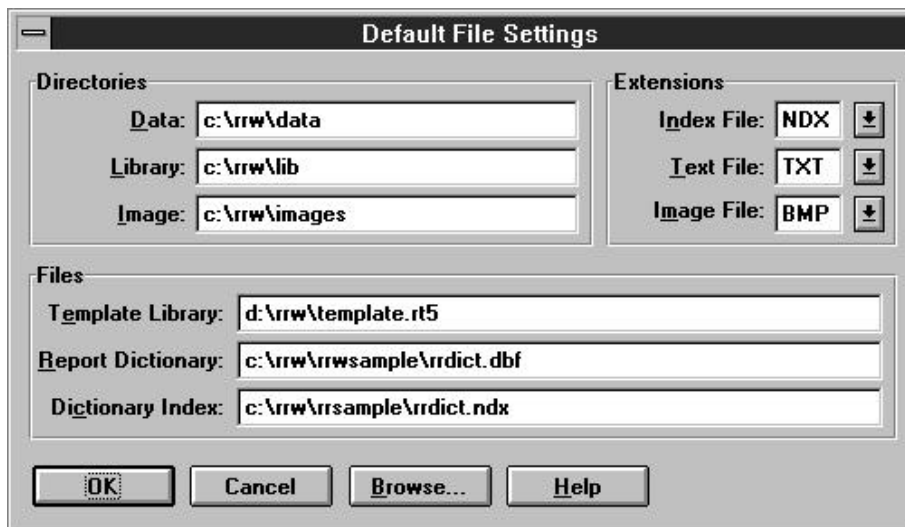 Default File Settings
Directories
Data: c:\rrw\data
Library: c:\rrw\lib
Image: c:\rrw\images
Extensions
Index File: NDX
Text File: TXT
Image File: BMP
Files
Template Library: d:\rrw\template.rt5
Report Dictionary: c:\rrw\rrwsample\rrdict.dbf
Dictionary Index: c:\rrw\rrsample\rrdict.ndx
OK Cancel Browse... Help